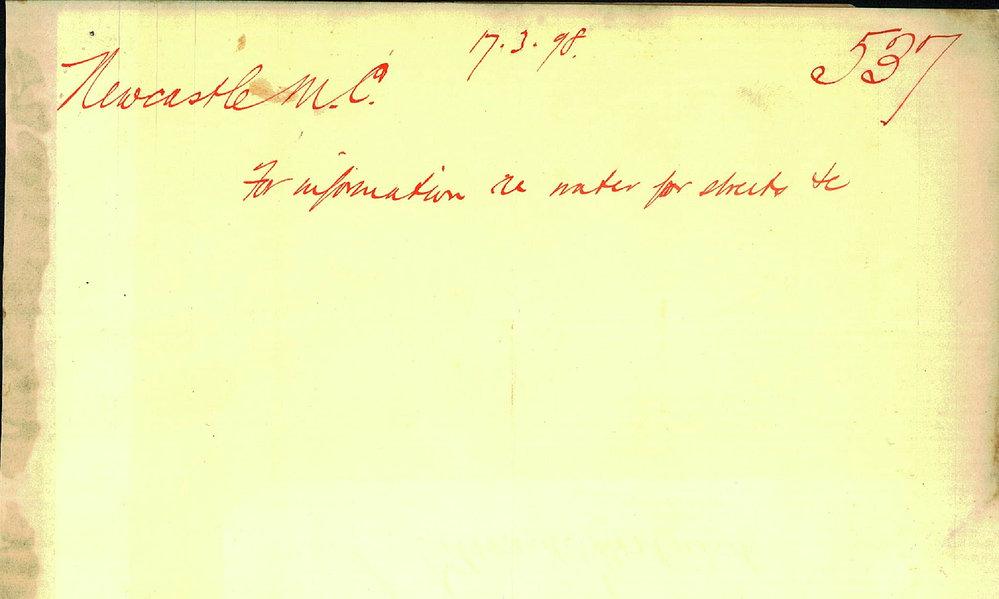 17.3.98. 537
Newcastle M.C.
For information re water for streets &c